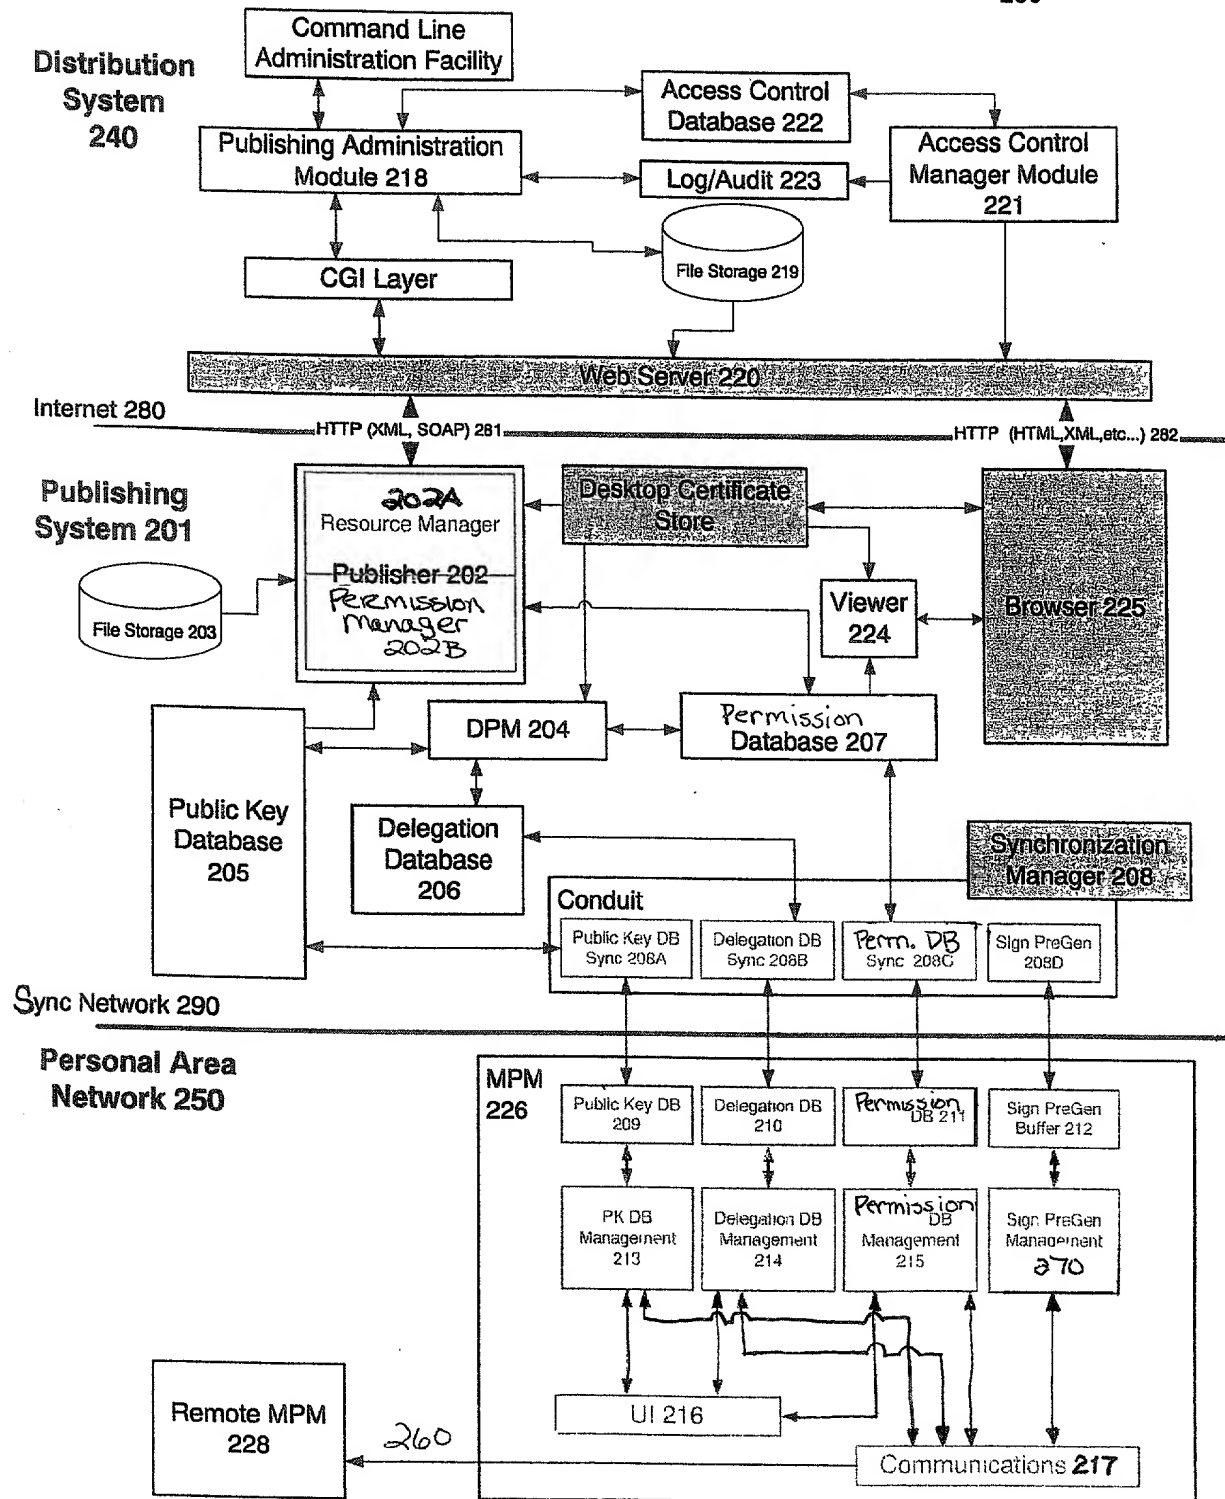 Command Line
Administration Facility
Distribution
System
240
Access Control
Database 222
Publishing Administration
Module 218
Access Control
Manager Module
221
Log/Audit 223
File Storage 219
CGI Layer
Web Server 220
Internet 280
HTTP (XML, SOAP) 281
HTTP (HTML,XML,etc...) 282
Publishing
System 201
202A
Resource Manager
Publisher 202
Permission
Manager
202B
Desktop Certificate
Store
File Storage 203
Viewer
224
Browser 225
DPM 204
Permission
Database 207
Public Key
Database
205
Delegation
Database
206
Synchronization
Manager 208
Conduit
Public Key DB
Sync 208A
Delegation DB
Sync 208B
Perm. DB
Sync 208C
Sign PreGen
208D
Sync Network 290
Personal Area
Network 250
MPM
226
Public Key DB
209
Delegation DB
210
Permission
DB 211
Sign PreGen
Buffer 212
PK DB
Management
213
Delegation DB
Management
214
Permission
DB
Management
215
Sign PreGen
Management
270
UI 216
Remote MPM
228
260
Communications 217